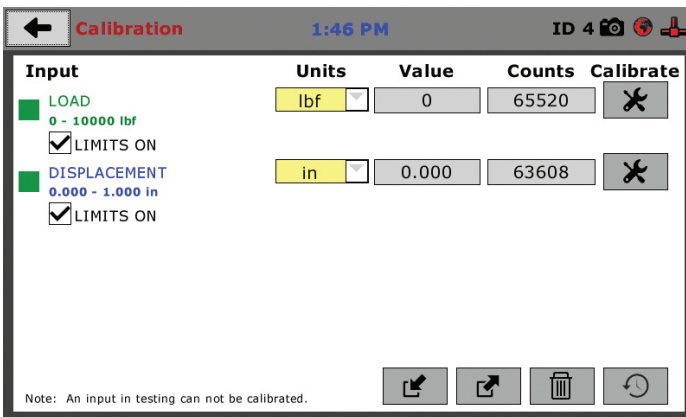 Calibration 1:46 PM ID 4
Input Units Value Counts Calibrate
LOAD lbf 0 65520
0 - 10000 lbf
LIMITS ON
DISPLACEMENT in 0.000 63608
0.000 - 1.000 in
LIMITS ON
Note: An input in testing can not be calibrated.